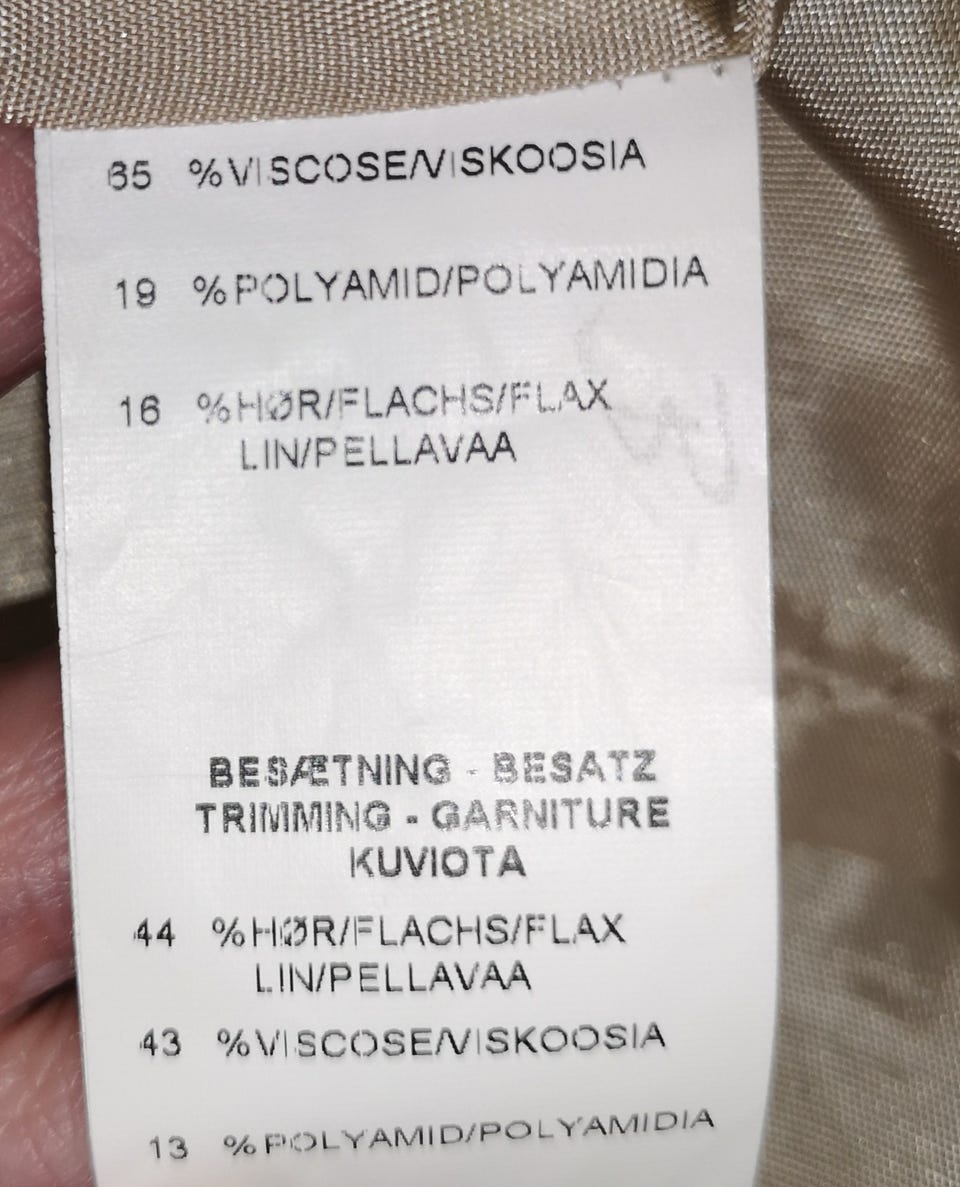 65 %VISCOSE/VISKOOSIA
19 %POLYAMID/POLYAMIDIA
16 %HØR/FLACHS/FLAX
LIN/PELLAVAA
BESÆTNING - BESATZ
TRIMMING - GARNITURE
KUVIOTA
44 %HØR/FLACHS/FLAX
LIN/PELLAVAA
43 %VISCOSE/VISKOOSIA
13 %POLYAMID/POLYAMIDIA